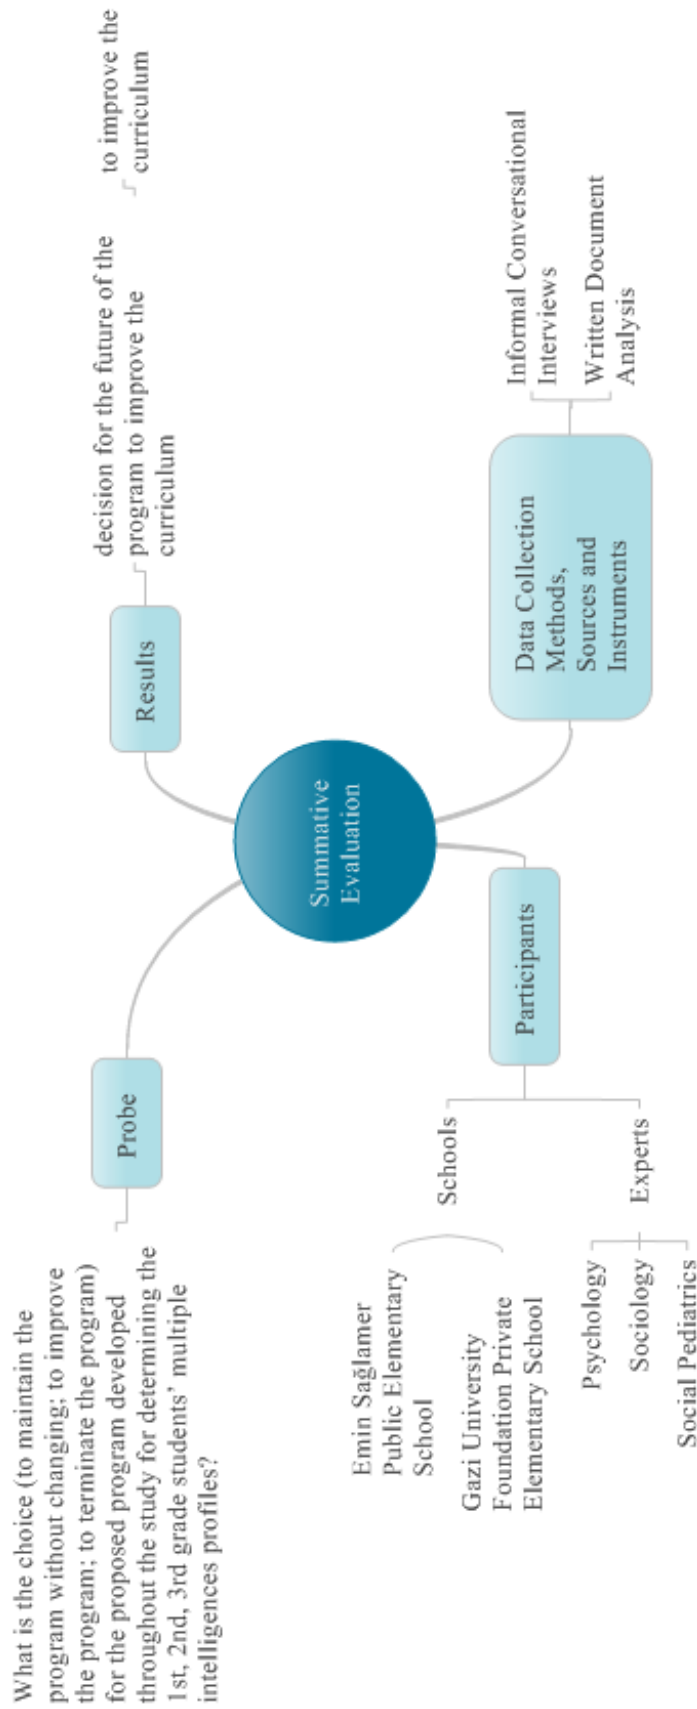 What is the choice (to maintain the
program without changing; to improve
the program; to terminate the program)
for the proposed program developed
throughout the study for determining the
1st, 2nd, 3rd grade students' multiple
intelligences profiles?
Probe
Results
decision for the future of the
program to improve the
curriculum
to improve the
curriculum
Summative
Evaluation
Emin Sağlamer
Public Elementary
School
Gazi University
Foundation Private
Elementary School
Schools
Psychology
Sociology
Social Pediatrics
Experts
Participants
Data Collection
Methods,
Sources and
Instruments
Informal Conversational
Interviews
Written Document
Analysis